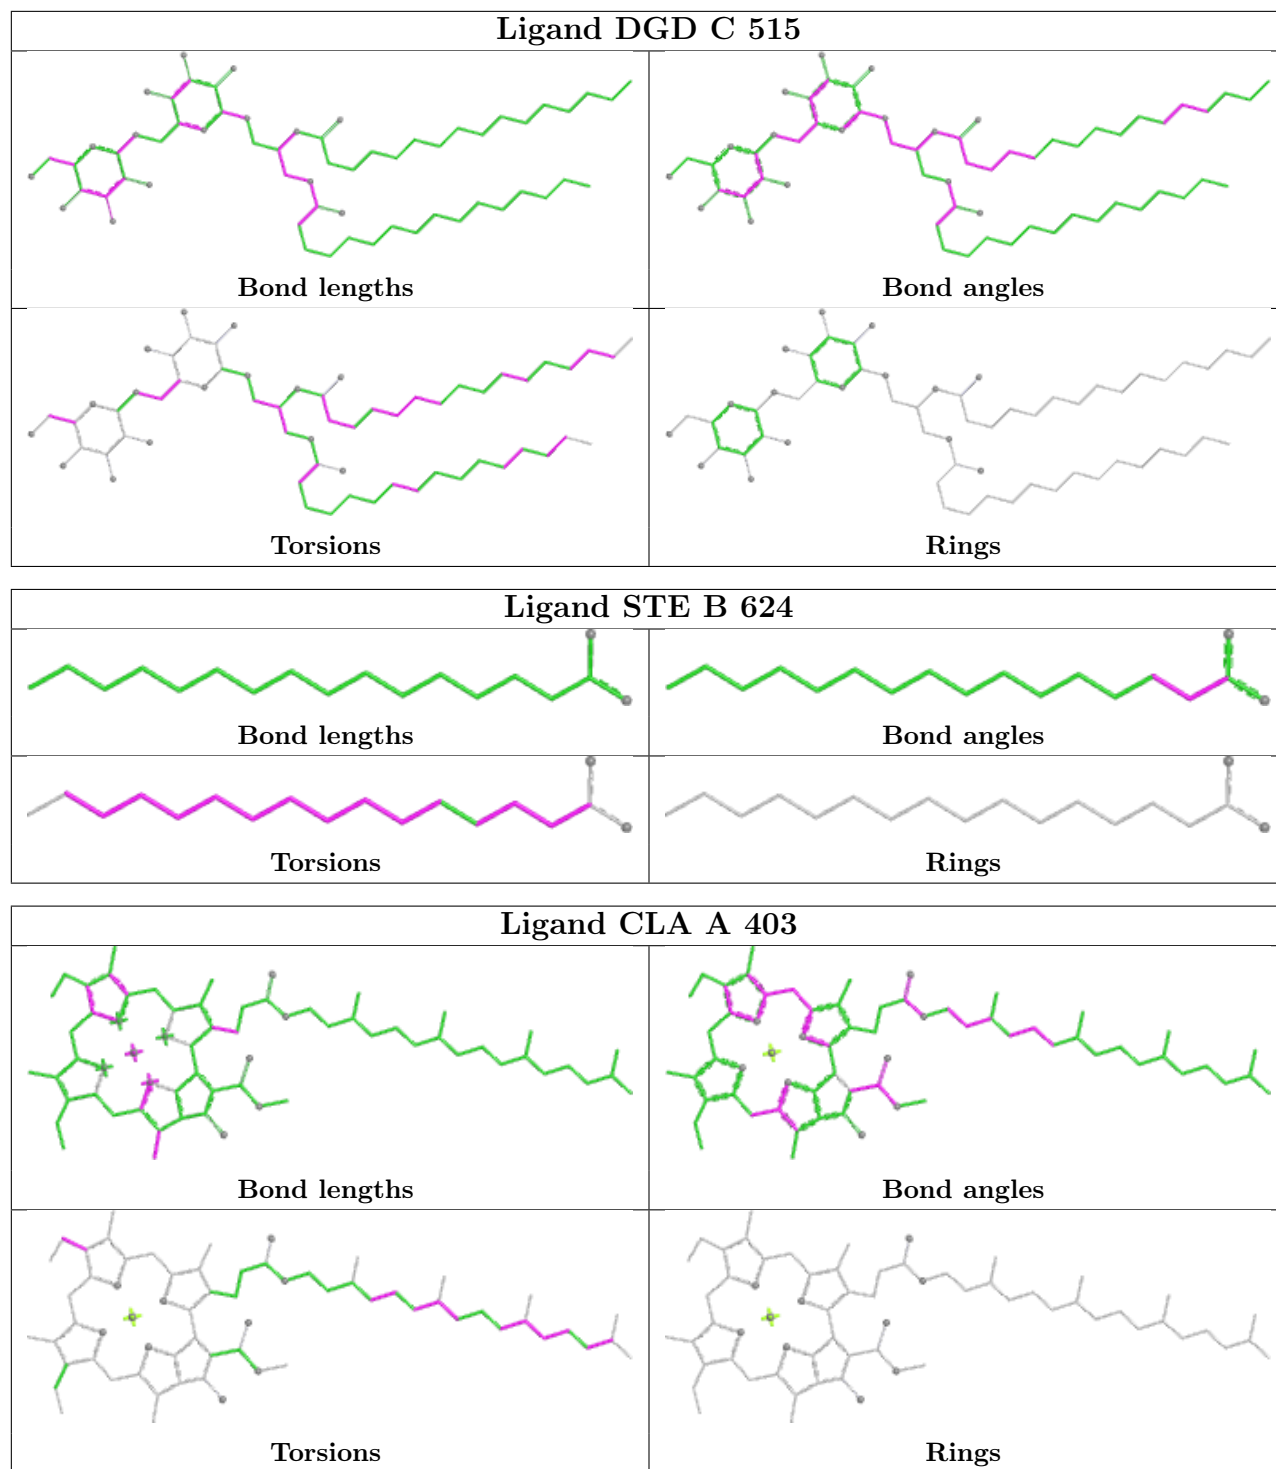 Ligand DGD C 515
Bond lengths
Bond angles
Torsions
Rings
Ligand STE B 624
Bond lengths
Bond angles
Torsions
Rings
Ligand CLA A 403
Bond lengths
Bond angles
Torsions
Rings